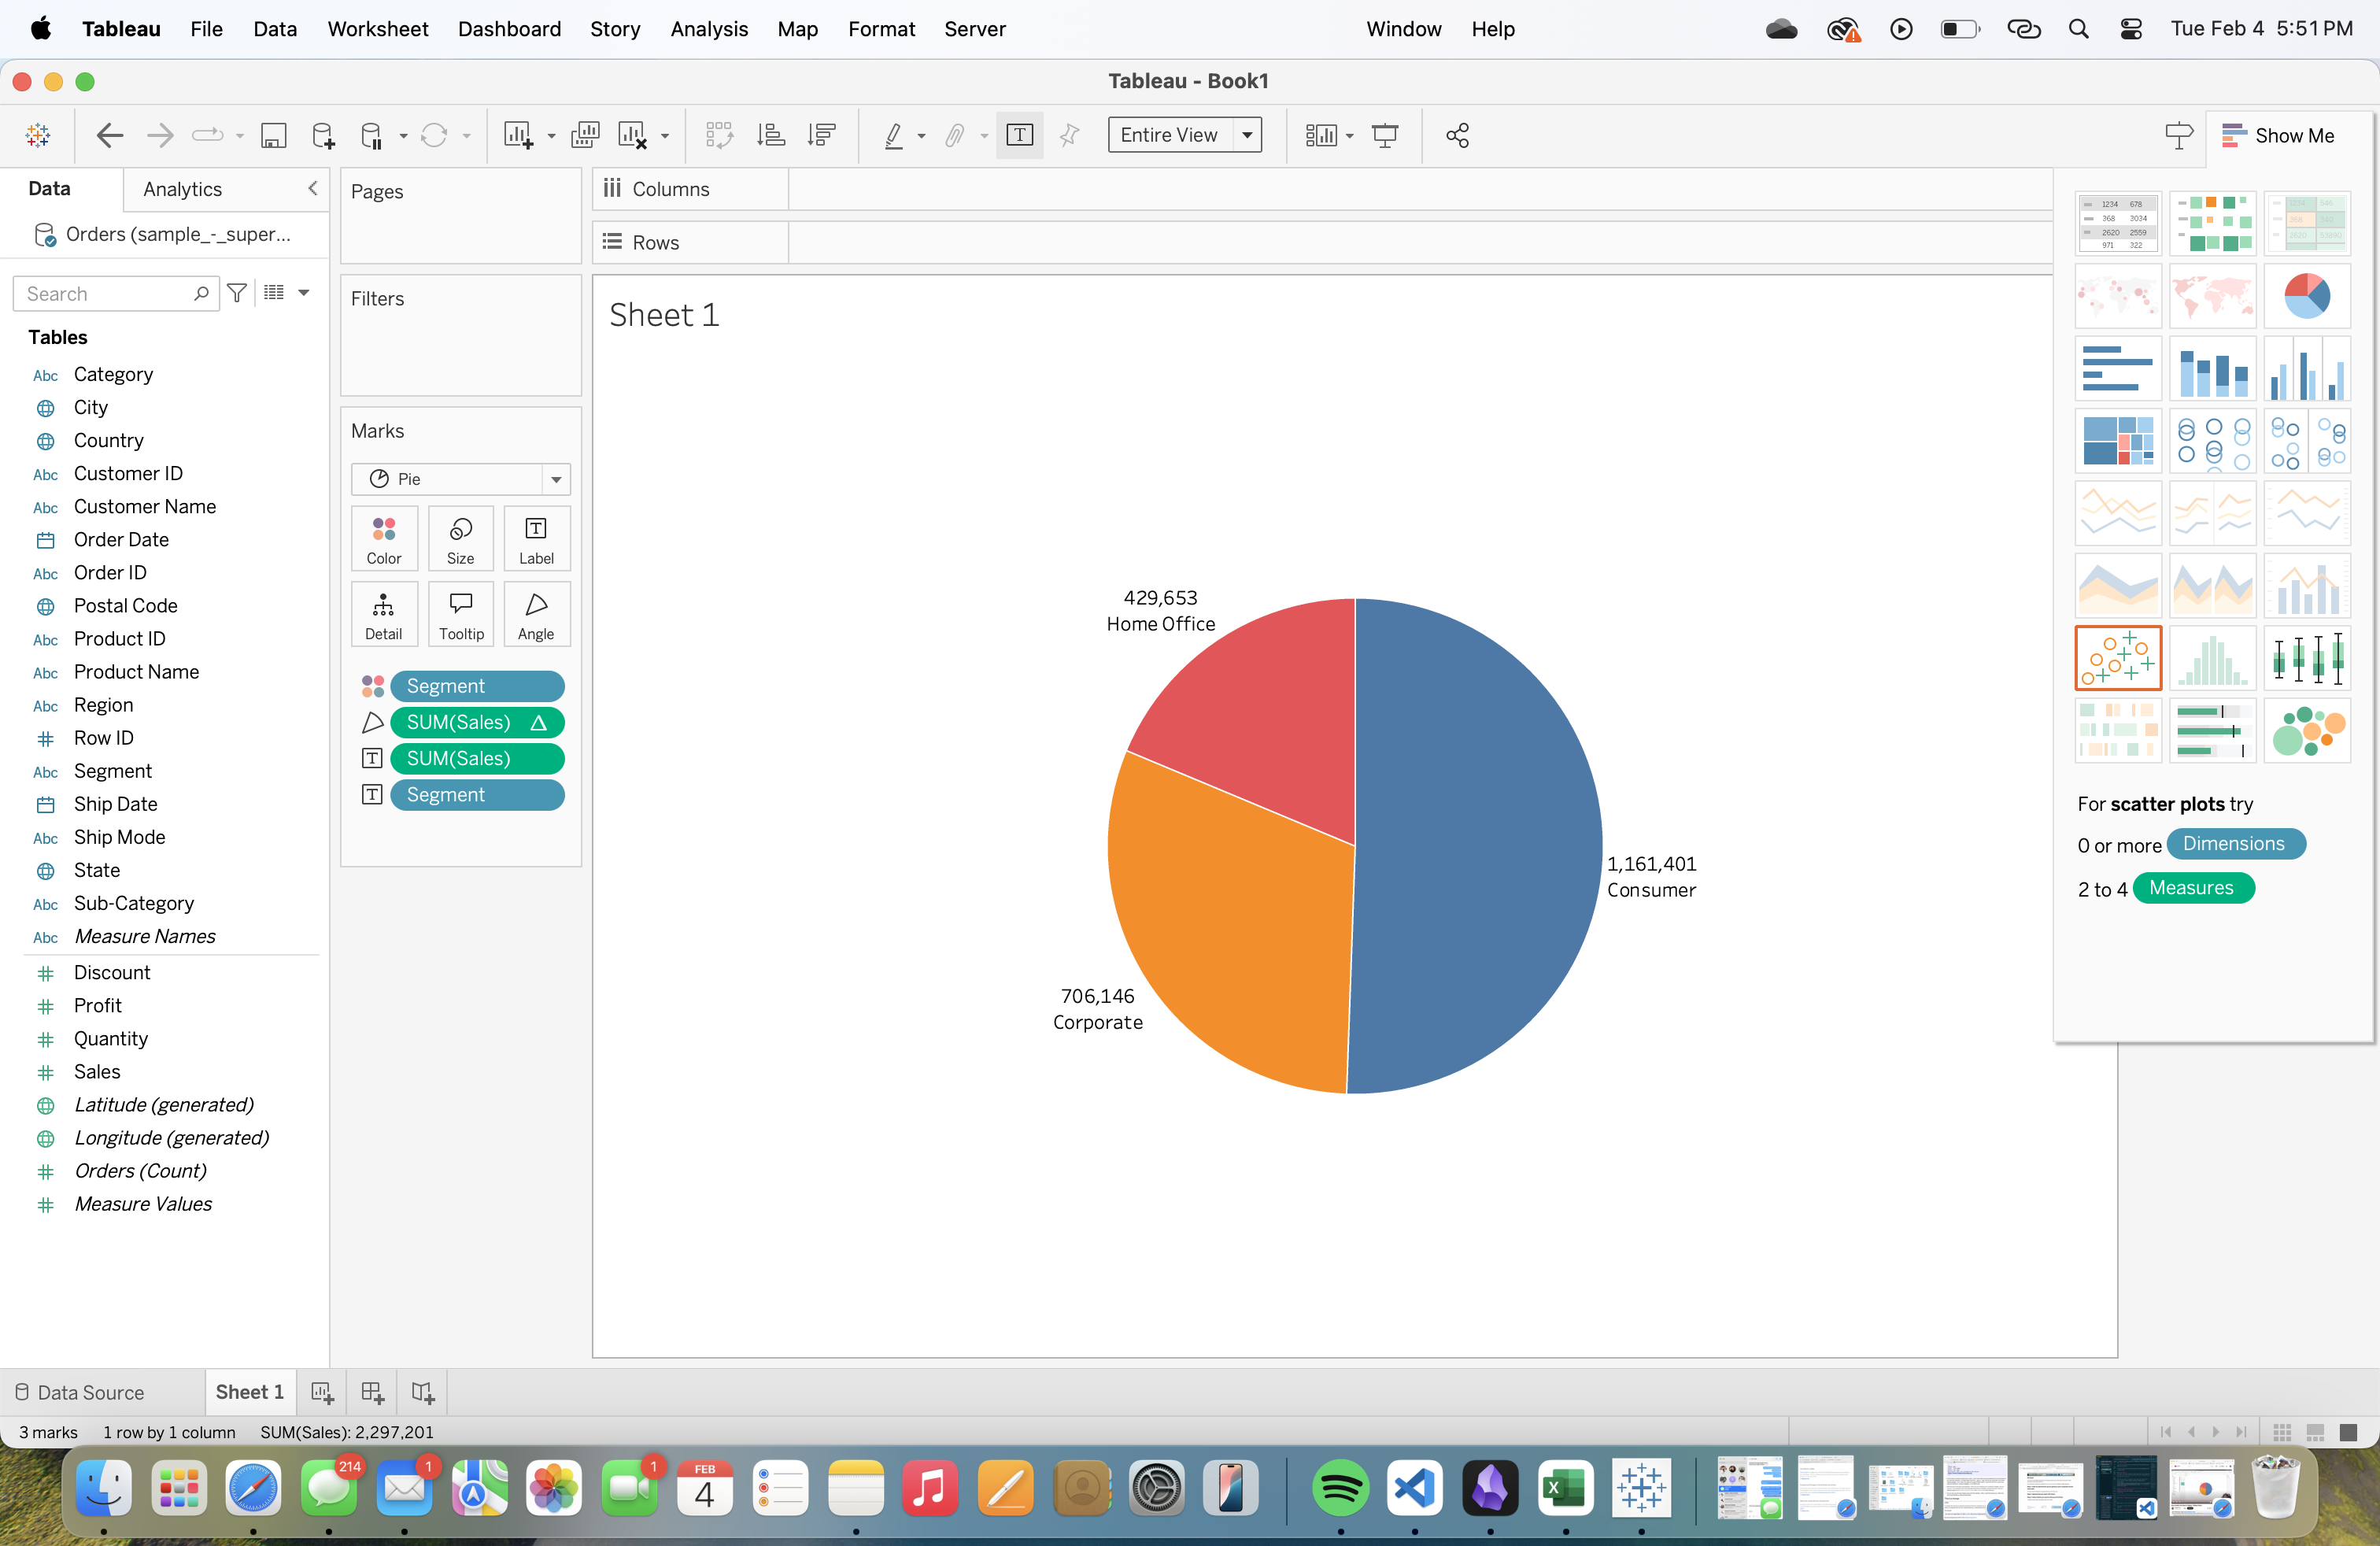 Tableau File Data Worksheet Dashboard Story Analysis Map Format Server Window Help Tue Feb 4 5:51 PM
Tableau - Book1
Entire View
Show Me
Data Analytics
Orders (sample_-_super...
Search
Tables
Abc Category
City
Country
Abc Customer ID
Abc Customer Name
Order Date
Abc Order ID
Postal Code
Abc Product ID
Abc Product Name
Abc Region
Row ID
Abc Segment
Ship Date
Abc Ship Mode
State
Abc Sub-Category
Abc Measure Names
Discount
Profit
Quantity
Sales
Latitude (generated)
Longitude (generated)
Orders (Count)
Measure Values
Pages
Filters
Marks
Pie
Color Size Label
Detail Tooltip Angle
Segment
SUM(Sales) Δ
SUM(Sales)
Segment
Columns
Rows
Sheet 1
429,653
Home Office
1,161,401
Consumer
706,146
Corporate
1234 678
368 3034
2620 2559
971 322
For scatter plots try
0 or more Dimensions
2 to 4 Measures
Data Source Sheet 1
3 marks 1 row by 1 column SUM(Sales): 2,297,201
214
1
1
FEB
4